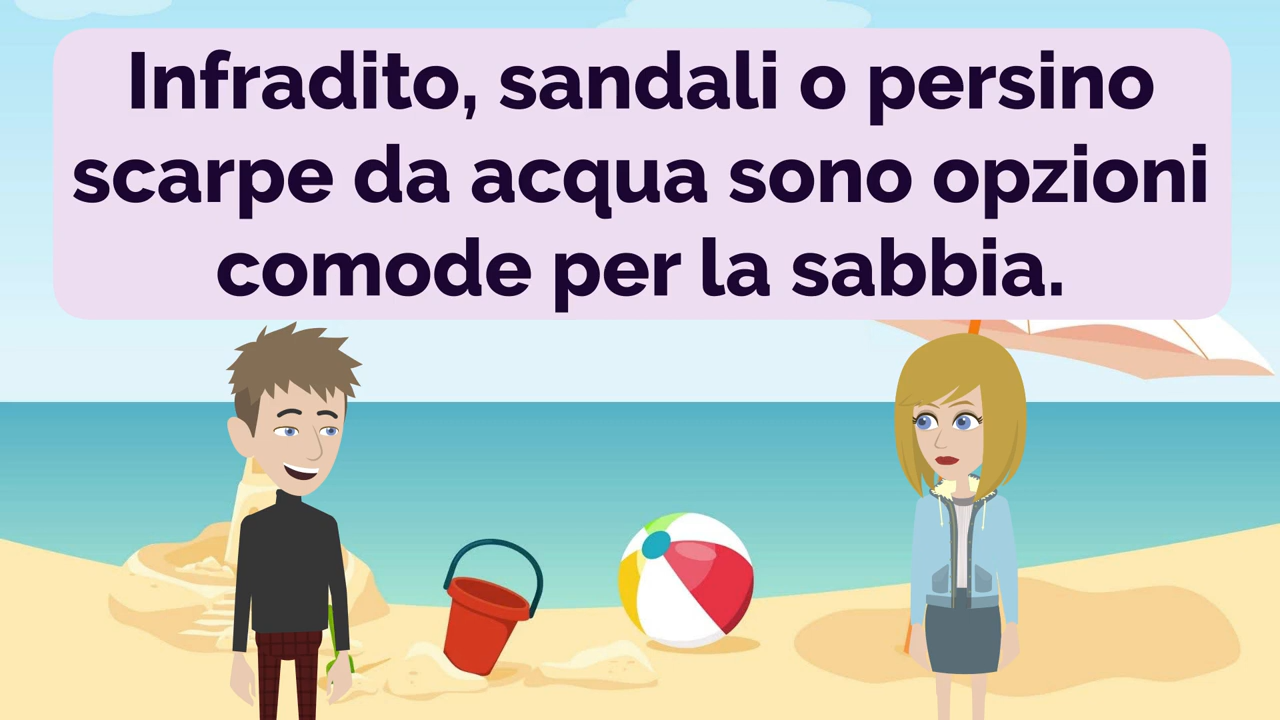 Infradito, sandali o persino
scarpe da acqua sono opzioni
comode per la sabbia.